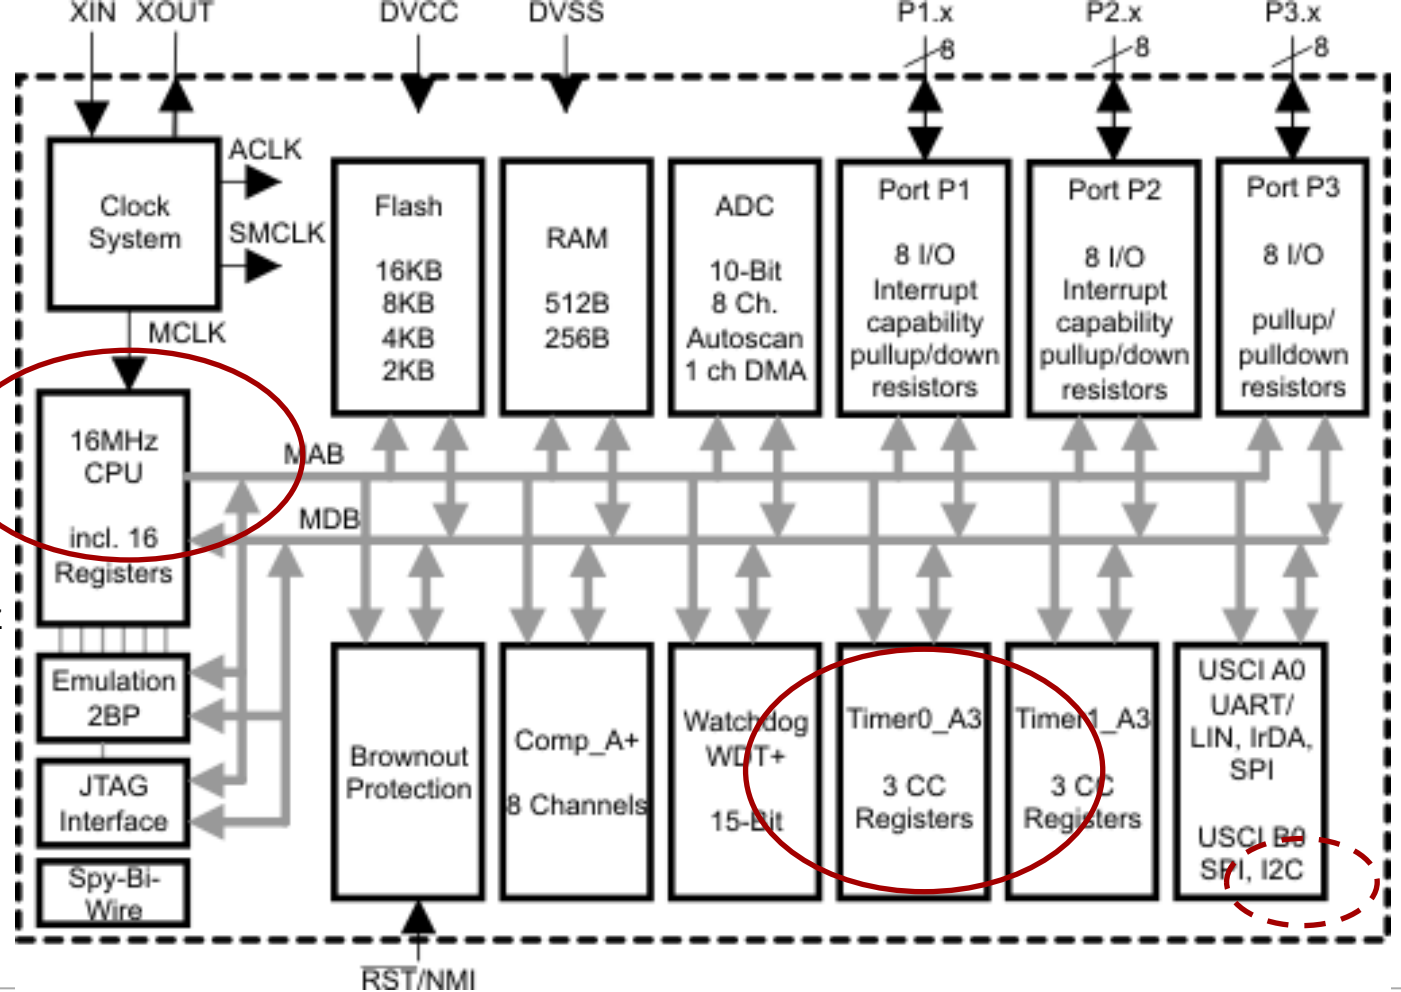 XIN XOUT DVCC DVSS P1.x P2.x P3.x
8 8 8
Clock
System
ACLK
SMCLK
MCLK
Flash
16KB
8KB
4KB
2KB
RAM
512B
256B
ADC
10-Bit
8 Ch.
Autoscan
1 ch DMA
Port P1
8 I/O
Interrupt
capability
pullup/down
resistors
Port P2
8 I/O
Interrupt
capability
pullup/down
resistors
Port P3
8 I/O
pullup/
pulldown
resistors
16MHz
CPU
incl. 16
Registers
MAB
MDB
Emulation
2BP
JTAG
Interface
Spy-Bi-
Wire
Brownout
Protection
Comp_A+
8 Channels
Watchdog
WDT+
15-Bit
Timer0_A3
3 CC
Registers
Timer1_A3
3 CC
Registers
USCI A0
UART/
LIN, IrDA,
SPI
USCI B0
SPI, I2C
RST/NMI